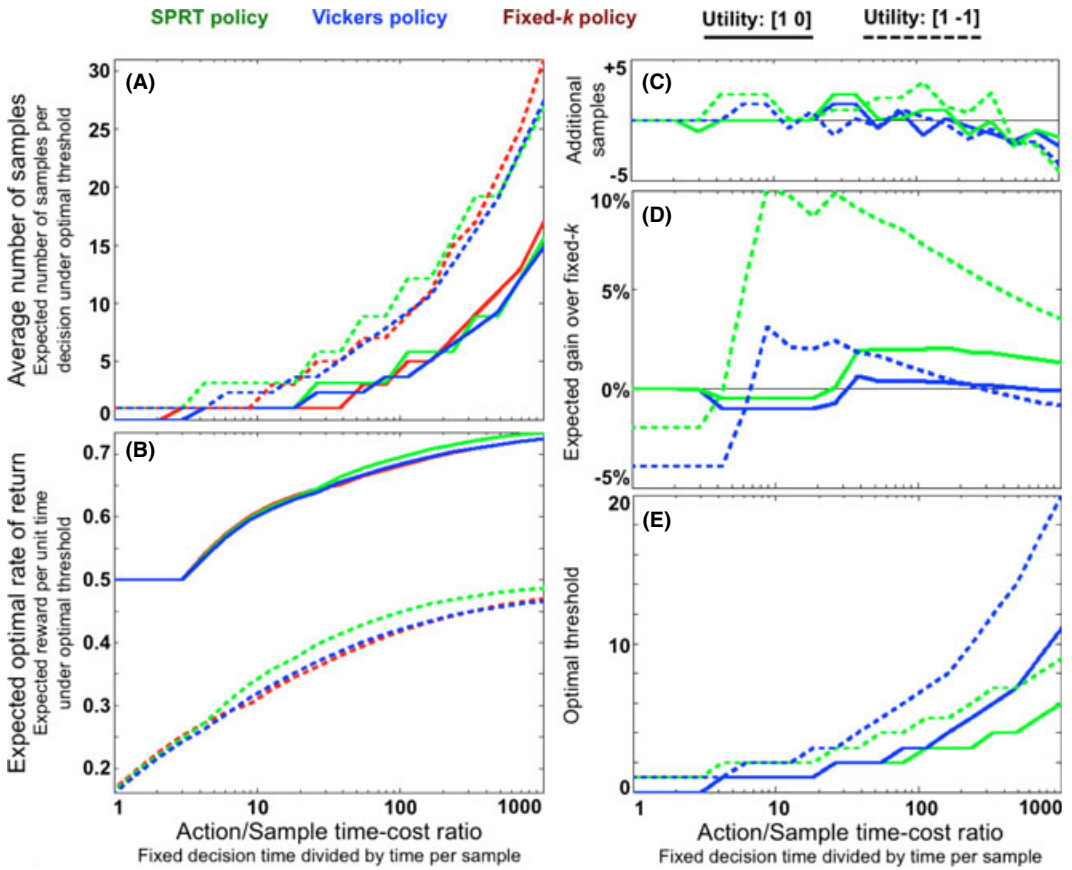 SPRT policy Vickers policy Fixed-k policy Utility: [1 0] Utility: [1 -1]
(A)
Average number of samples
Expected number of samples per
decision under optimal threshold
30
25
20
15
10
5
0
(B)
Expected optimal rate of return
Expected reward per unit time
under optimal threshold
0.7
0.6
0.5
0.4
0.3
0.2
1 10 100 1000
Action/Sample time-cost ratio
Fixed decision time divided by time per sample
(C)
Additional
samples
+5
-5
(D)
Expected gain over fixed-k
10%
5%
0%
-5%
(E)
Optimal threshold
20
10
0
1 10 100 1000
Action/Sample time-cost ratio
Fixed decision time divided by time per sample